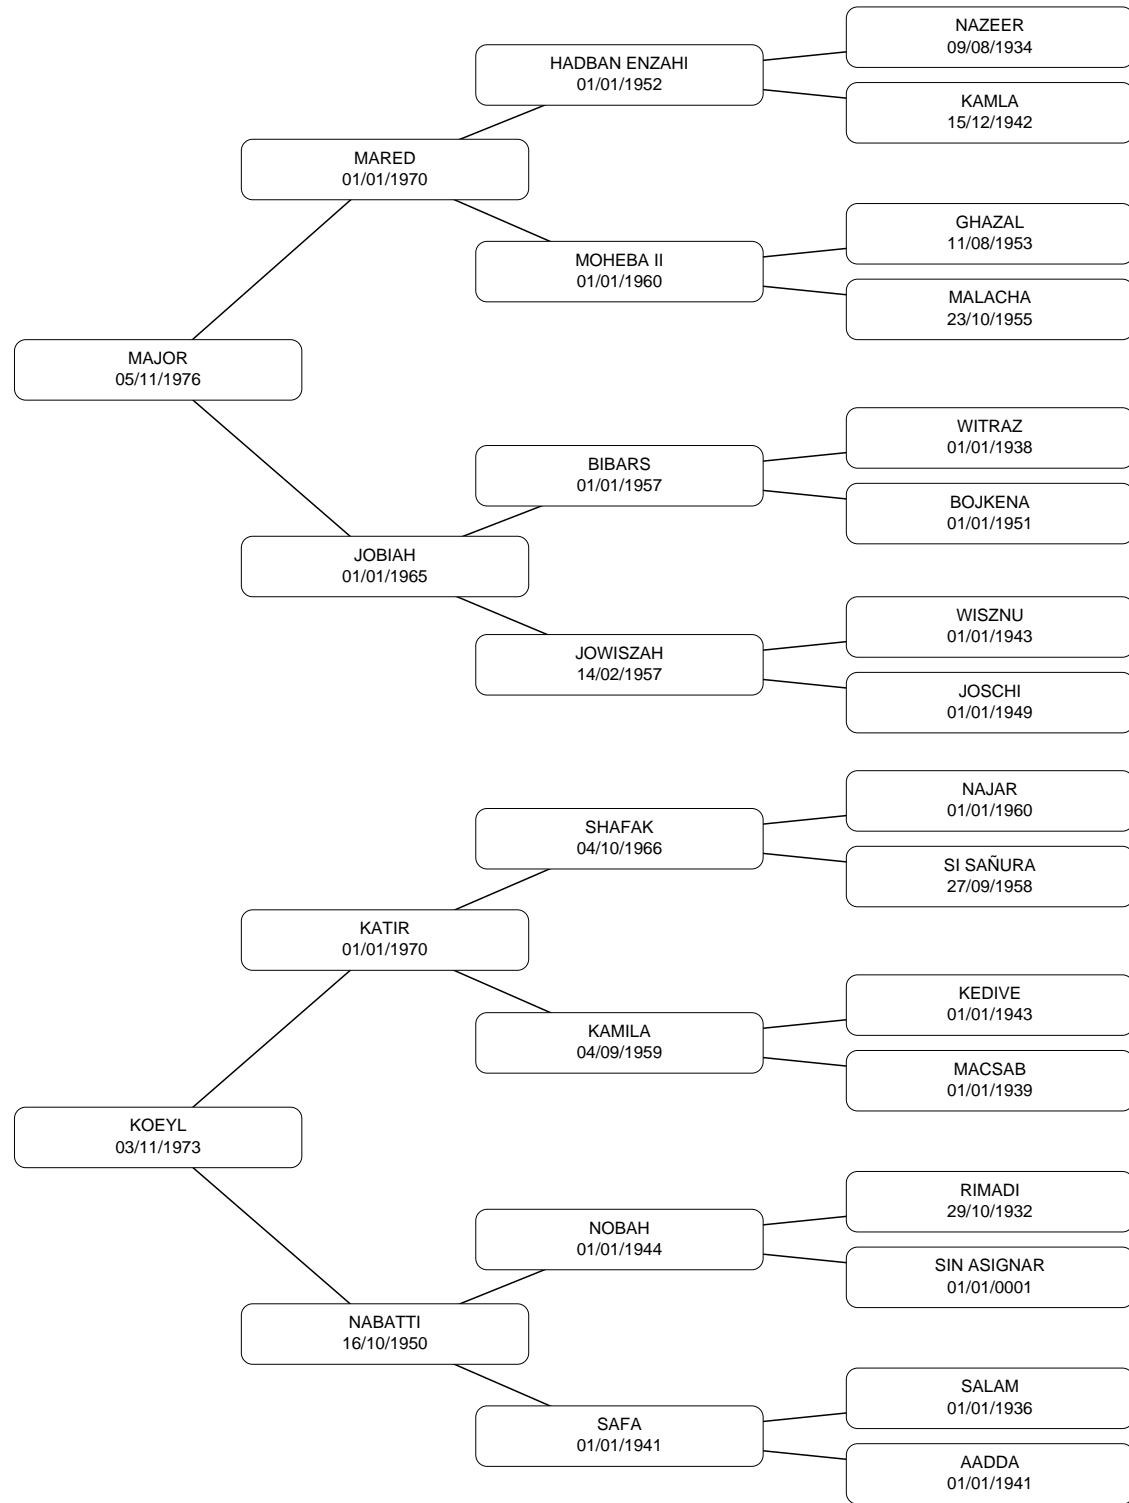 NAZEER
09/08/1934
HADBAN ENZAHI
01/01/1952
KAMLA
15/12/1942
MARED
01/01/1970
GHAZAL
11/08/1953
MOHEBA II
01/01/1960
MALACHA
23/10/1955
MAJOR
05/11/1976
WITRAZ
01/01/1938
BIBARS
01/01/1957
BOJKENA
01/01/1951
JOBIAH
01/01/1965
WISZNU
01/01/1943
JOWISZAH
14/02/1957
JOSCHI
01/01/1949
NAJAR
01/01/1960
SHAFAK
04/10/1966
SI SAÑURA
27/09/1958
KATIR
01/01/1970
KEDIVE
01/01/1943
KAMILA
04/09/1959
MACSAB
01/01/1939
KOEYL
03/11/1973
RIMADI
29/10/1932
NOBAH
01/01/1944
SIN ASIGNAR
01/01/0001
NABATTI
16/10/1950
SALAM
01/01/1936
SAFA
01/01/1941
AADDA
01/01/1941